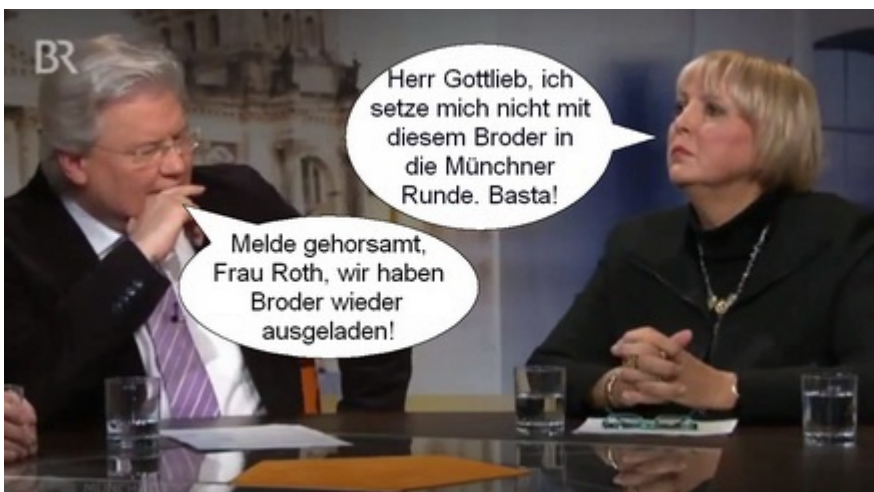 BR
Herr Gottlieb, ich
setze mich nicht mit
diesem Broder in
die Münchner
Runde. Basta!
Melde gehorsamt,
Frau Roth, wir haben
Broder wieder
ausgeladen!